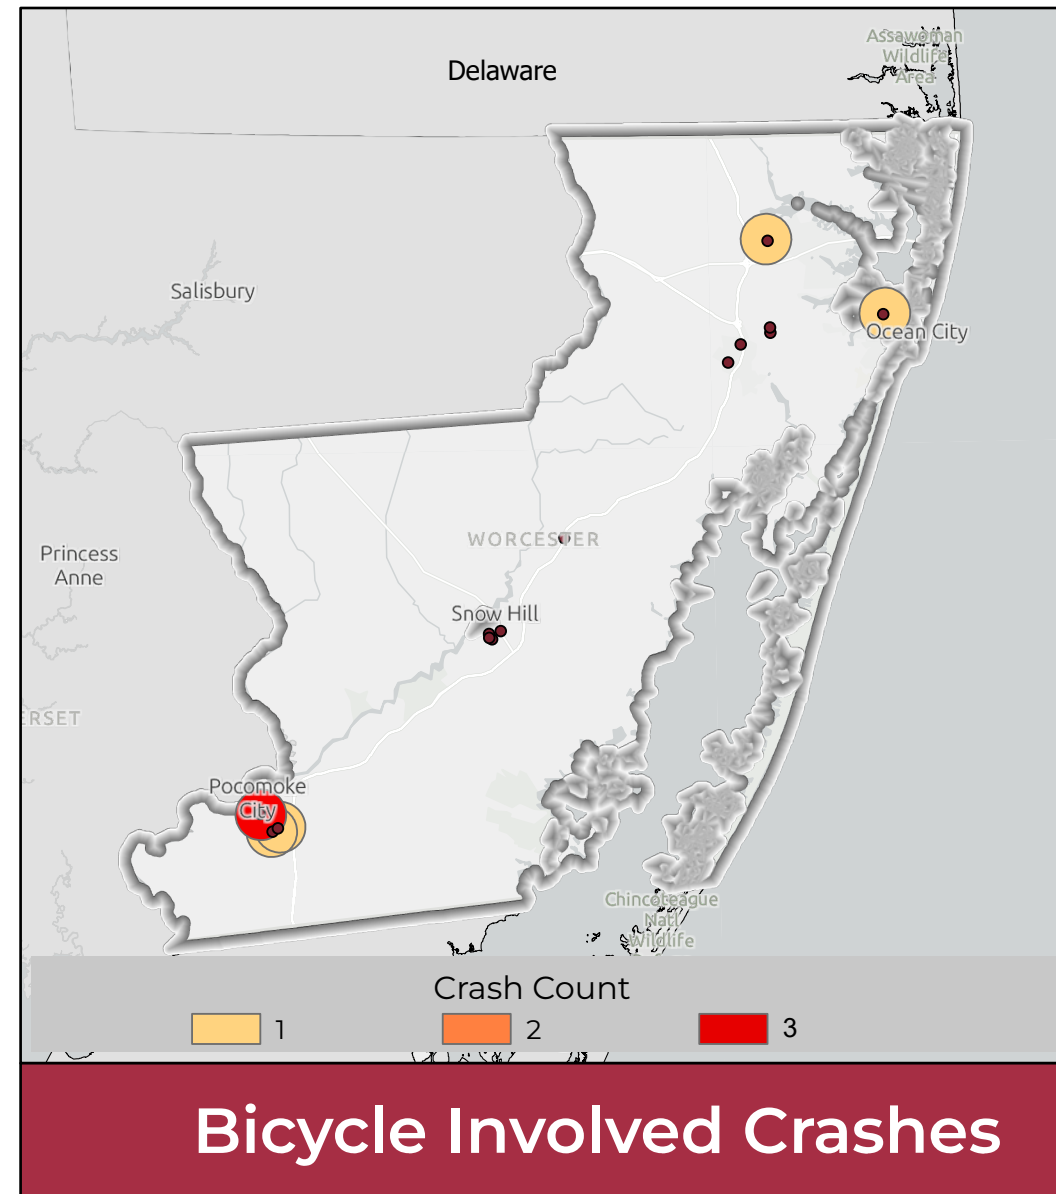 Assawoman
Wildlife
Area
Delaware
Salisbury
Ocean City
Princess
Anne
WORCESTER
Snow Hill
ERSET
Pocomoke
City
Chincoteague
Natl
Wildlife
Crash Count
1
2
3
Bicycle Involved Crashes